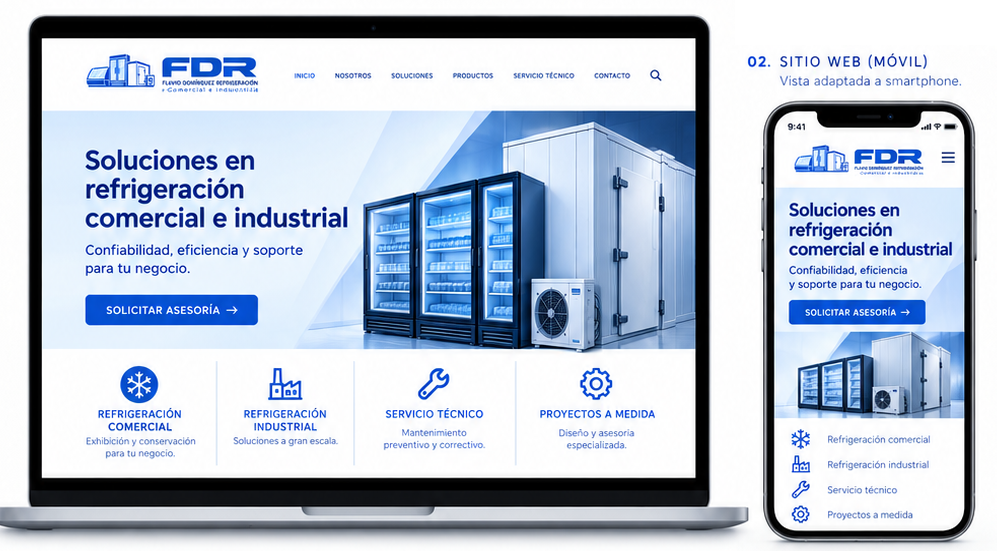 FDR
FLAVIO DOMÍNGUEZ REFRIGERACIÓN
Comercial e Industrial
INICIO
NOSOTROS
SOLUCIONES
PRODUCTOS
SERVICIO TÉCNICO
CONTACTO
Soluciones en
refrigeración
comercial e industrial
Confiabilidad, eficiencia y soporte
para tu negocio.
SOLICITAR ASESORÍA →
REFRIGERACIÓN
COMERCIAL
Exhibición y conservación
para tu negocio.
REFRIGERACIÓN
INDUSTRIAL
Soluciones a gran escala.
SERVICIO TÉCNICO
Mantenimiento
preventivo y correctivo.
PROYECTOS A MEDIDA
Diseño y asesoría
especializada.
02. SITIO WEB (MÓVIL)
Vista adaptada a smartphone.
9:41
FDR
FLAVIO DOMÍNGUEZ REFRIGERACIÓN
Comercial e Industrial
Soluciones en
refrigeración
comercial e industrial
Confiabilidad, eficiencia
y soporte para tu negocio.
SOLICITAR ASESORÍA →
Refrigeración comercial
Refrigeración industrial
Servicio técnico
Proyectos a medida